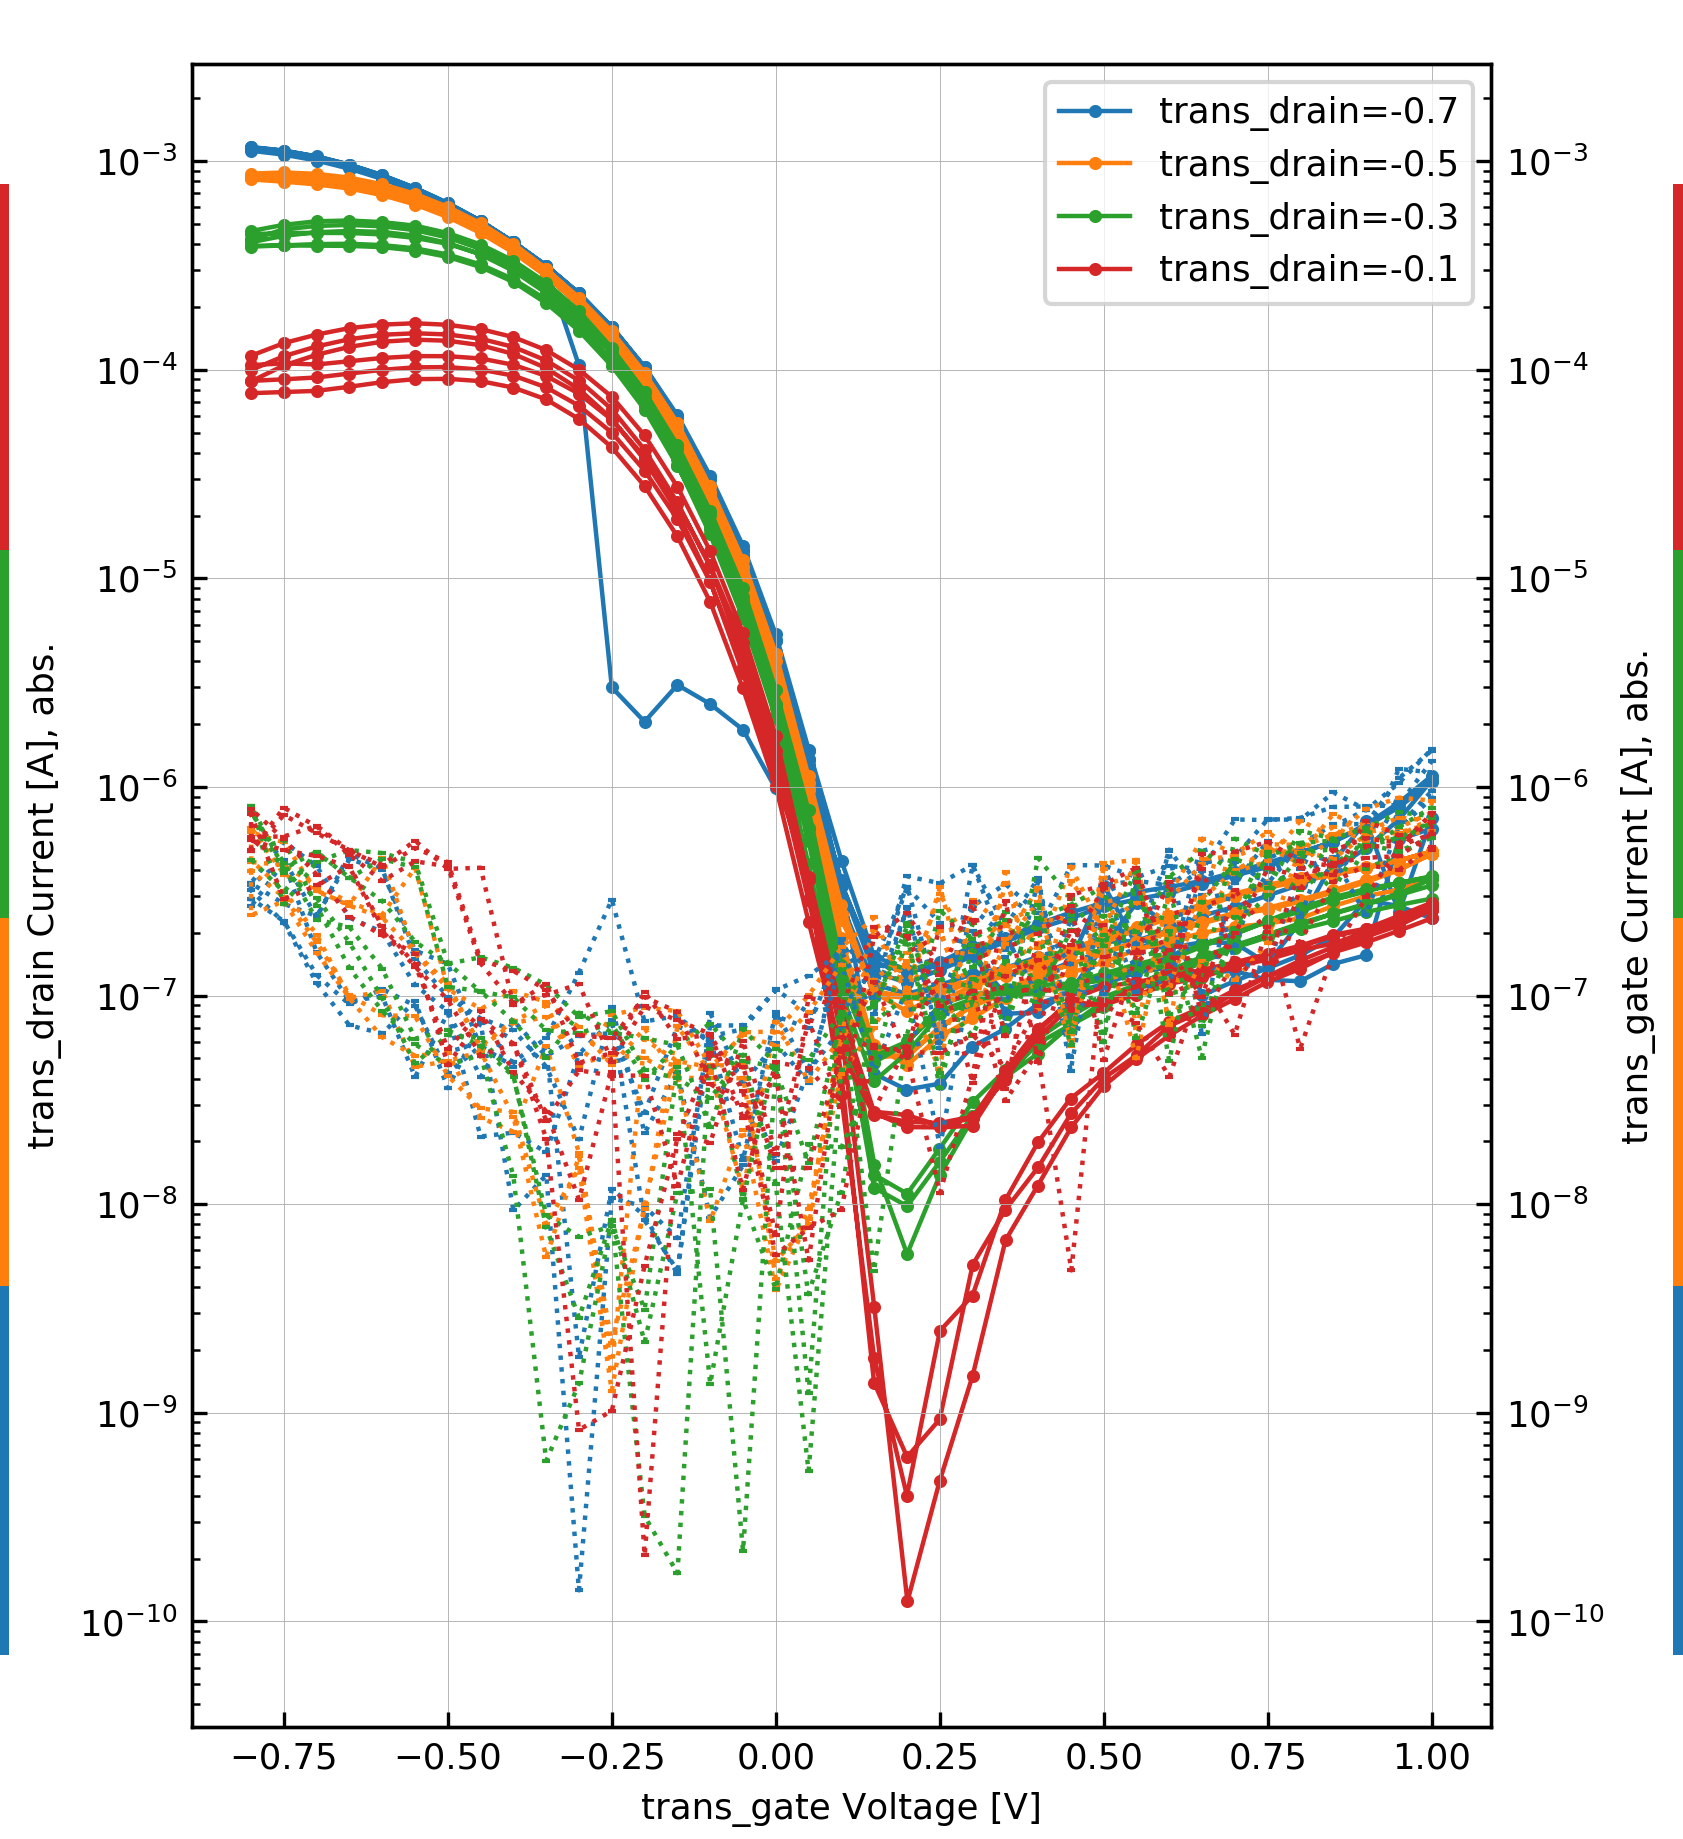 trans_drain=-0.7
trans_drain=-0.5
trans_drain=-0.3
trans_drain=-0.1
10⁻³
10⁻⁴
10⁻⁵
10⁻⁶
10⁻⁷
10⁻⁸
10⁻⁹
10⁻¹⁰
trans_drain Current [A], abs.
10⁻³
10⁻⁴
10⁻⁵
10⁻⁶
10⁻⁷
10⁻⁸
10⁻⁹
10⁻¹⁰
trans_gate Current [A], abs.
−0.75 −0.50 −0.25 0.00 0.25 0.50 0.75 1.00
trans_gate Voltage [V]